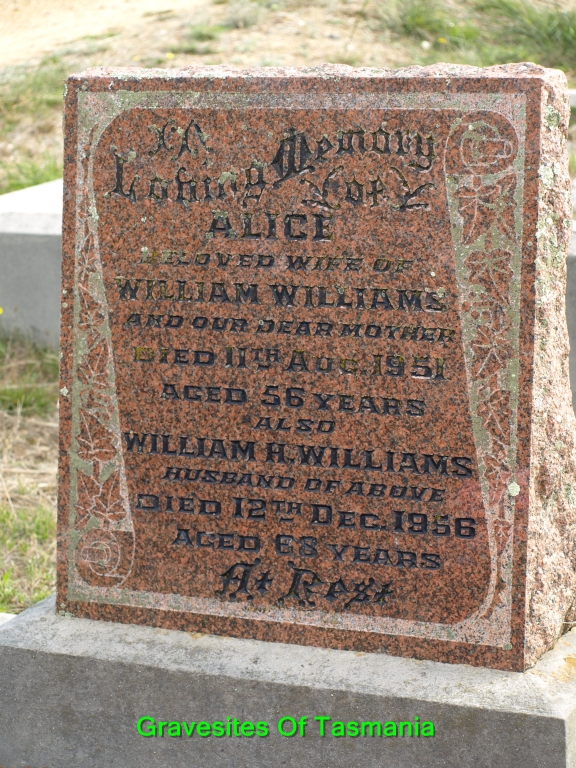 In Memory
Loving Of
ALICE
BELOVED WIFE OF
WILLIAM WILLIAMS
AND OUR DEAR MOTHER
DIED 11TH AUG. 1951
AGED 56 YEARS
ALSO
WILLIAM H. WILLIAMS
HUSBAND OF ABOVE
DIED 12TH DEC. 1956
AGED 68 YEARS
At Rest
Gravesites Of Tasmania